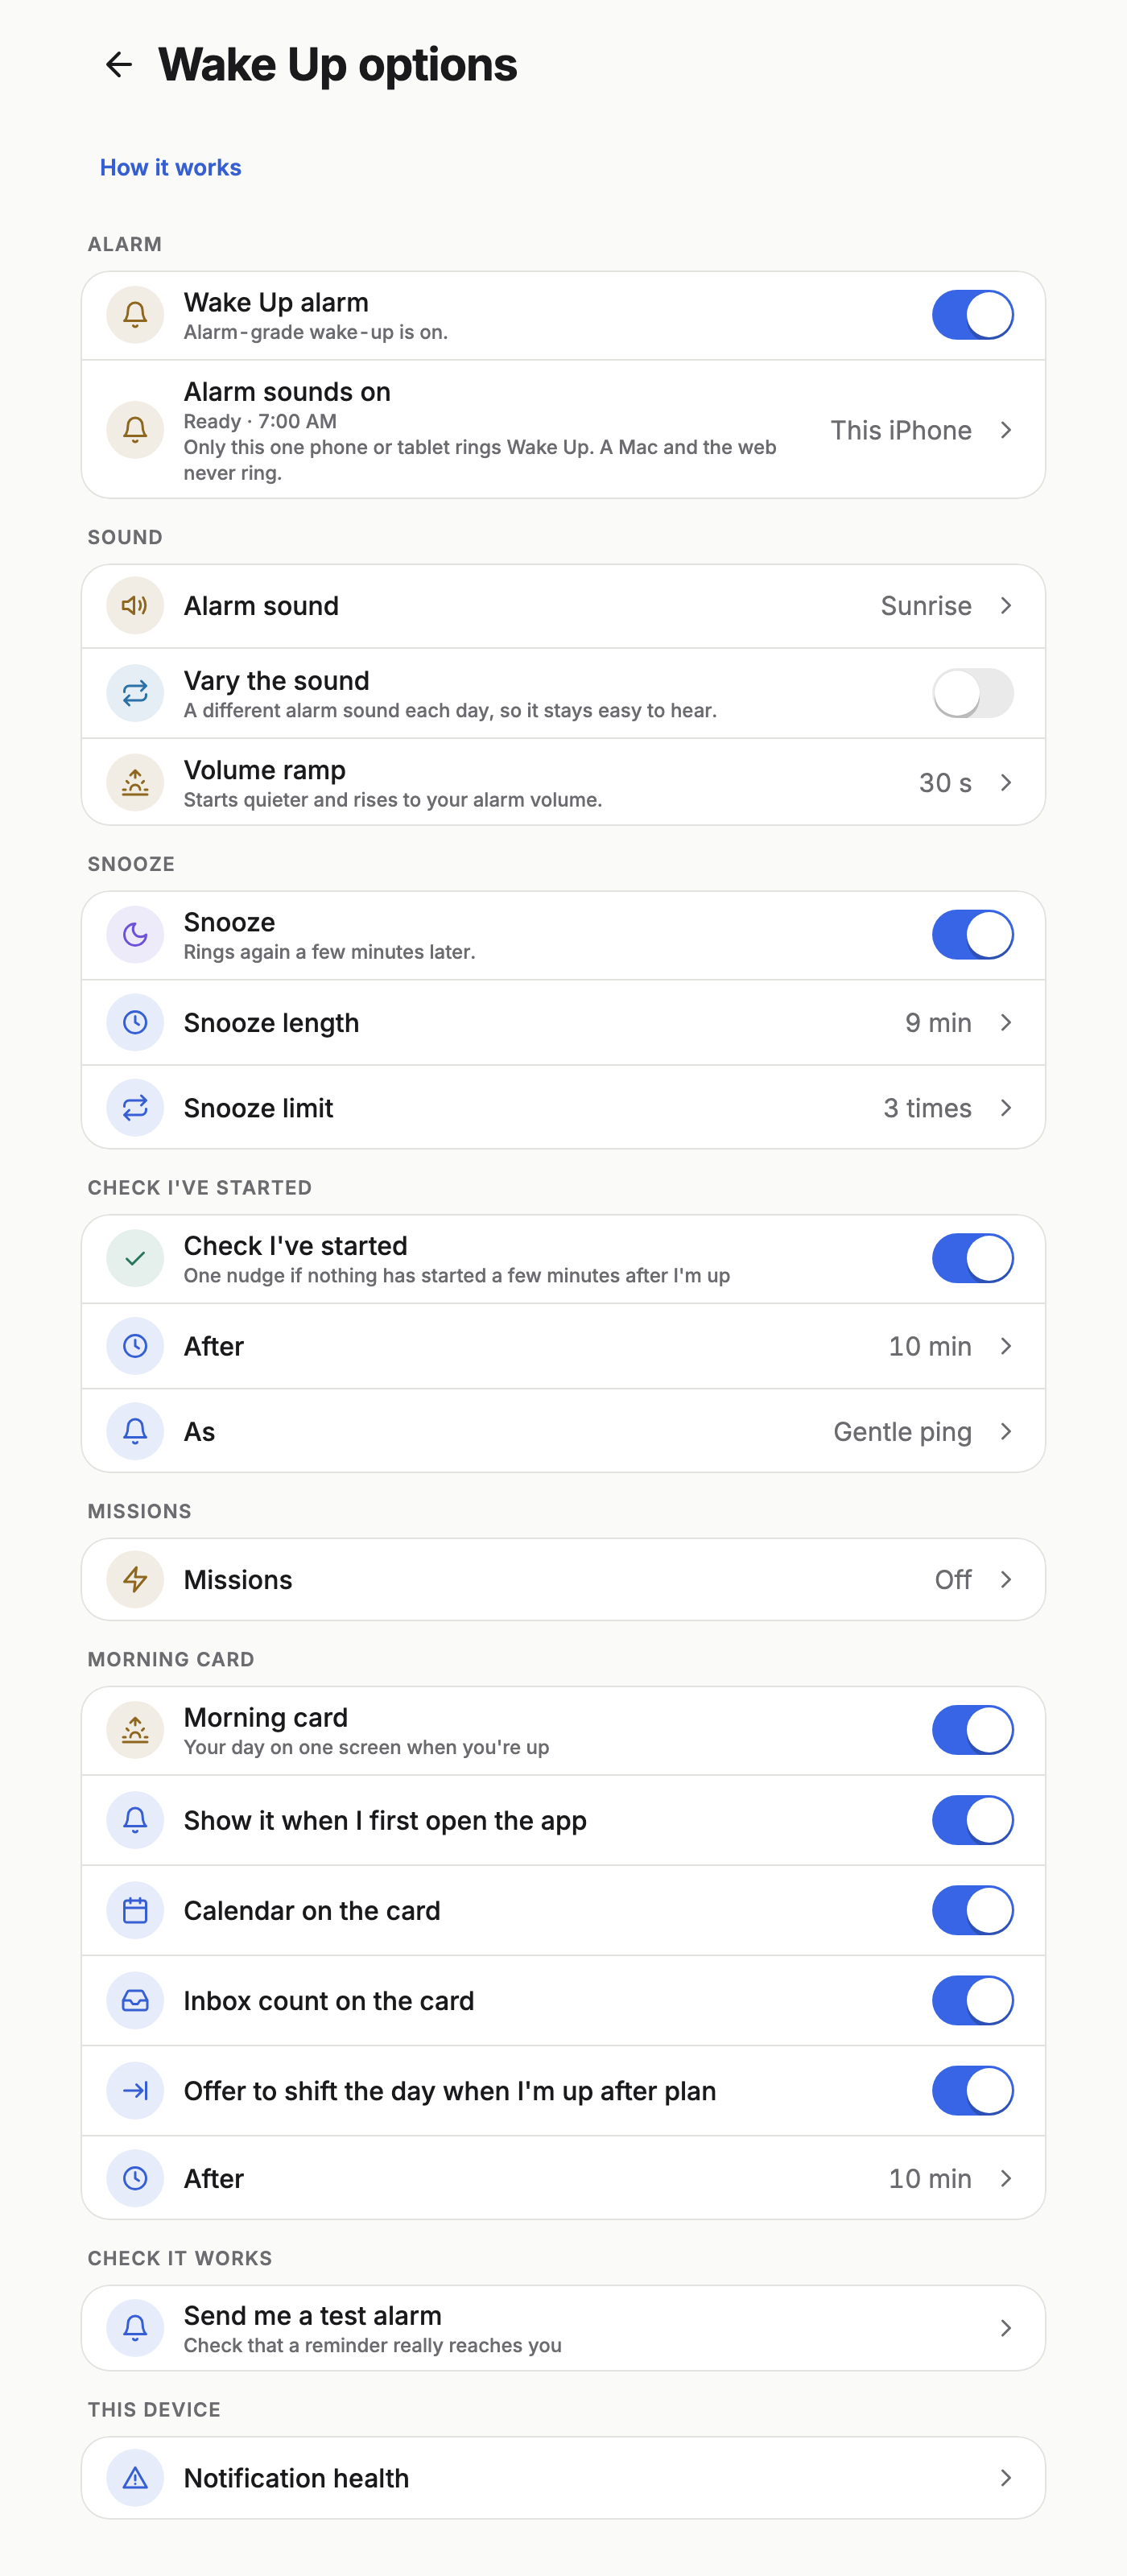 Wake Up options
How it works
ALARM
Wake Up alarm
Alarm-grade wake-up is on.
Alarm sounds on
Ready · 7:00 AM
Only this one phone or tablet rings Wake Up. A Mac and the web
never ring.
This iPhone
SOUND
Alarm sound
Sunrise
Vary the sound
A different alarm sound each day, so it stays easy to hear.
Volume ramp
Starts quieter and rises to your alarm volume.
30 s
SNOOZE
Snooze
Rings again a few minutes later.
Snooze length
9 min
Snooze limit
3 times
CHECK I'VE STARTED
Check I've started
One nudge if nothing has started a few minutes after I'm up
After
10 min
As
Gentle ping
MISSIONS
Missions
Off
MORNING CARD
Morning card
Your day on one screen when you're up
Show it when I first open the app
Calendar on the card
Inbox count on the card
Offer to shift the day when I'm up after plan
After
10 min
CHECK IT WORKS
Send me a test alarm
Check that a reminder really reaches you
THIS DEVICE
Notification health